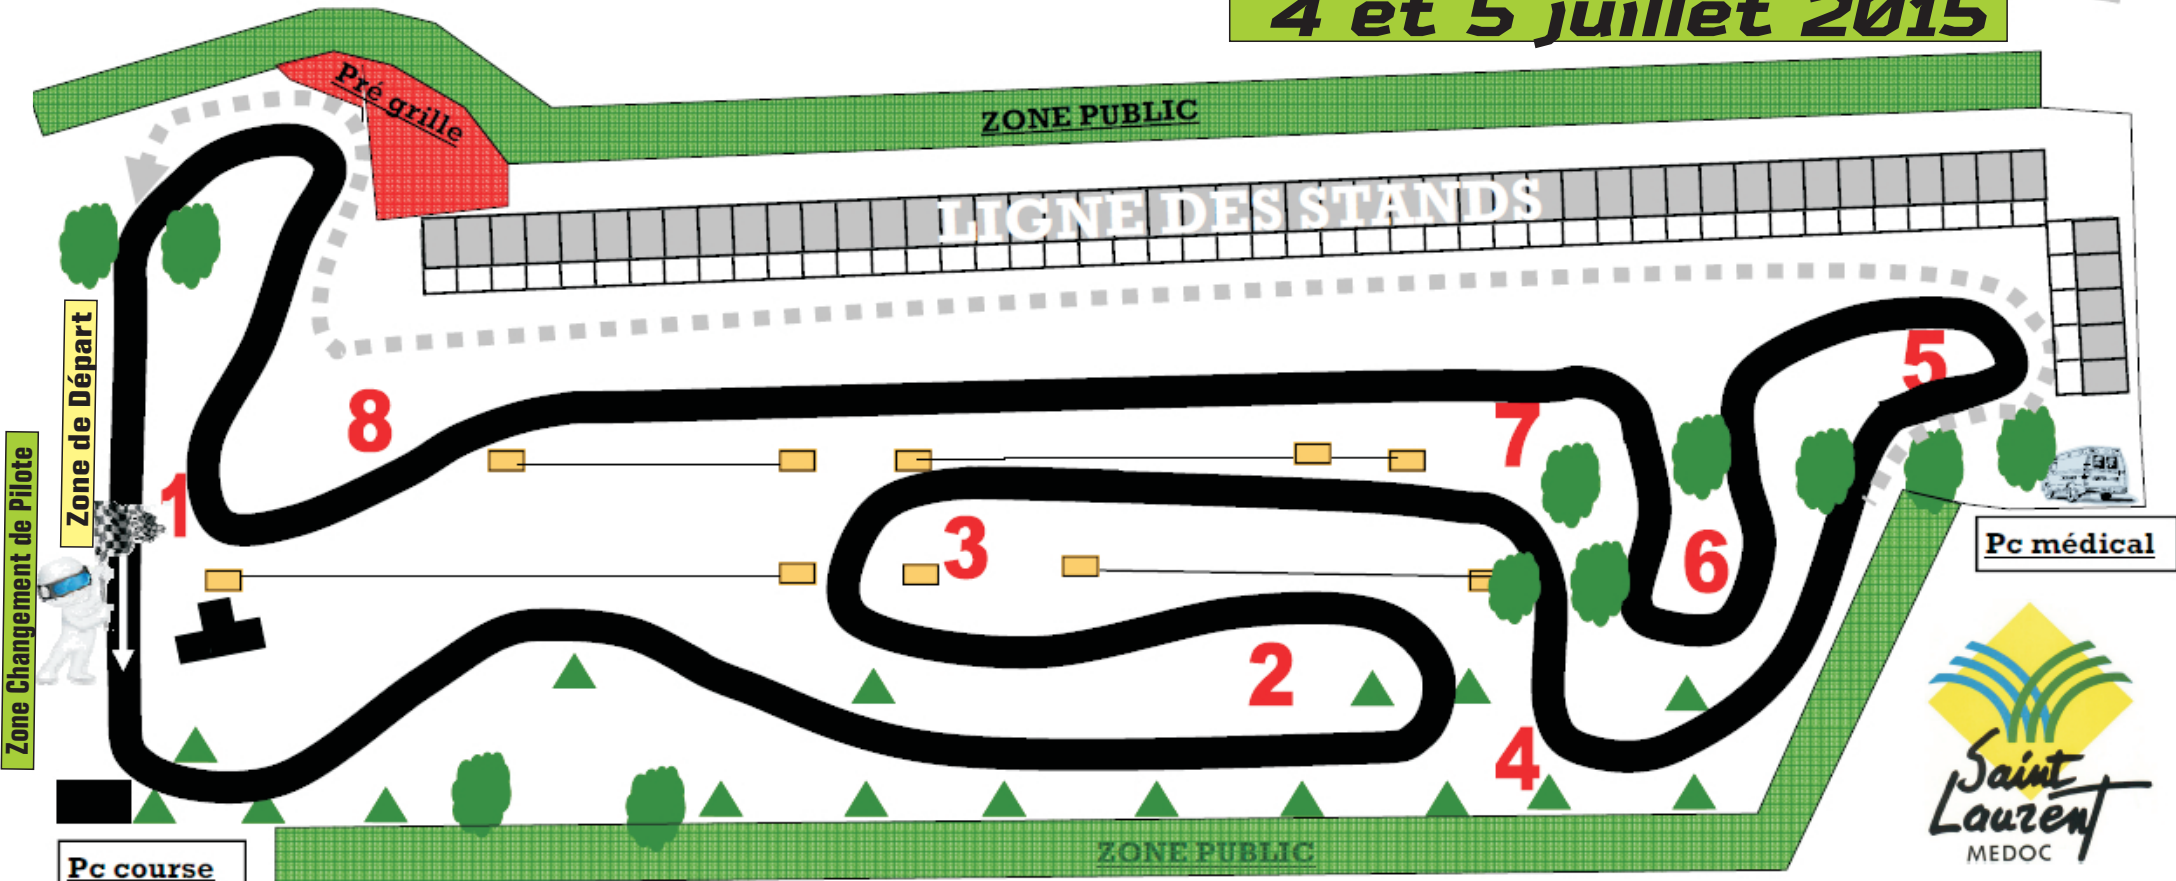 4 et 5 juillet 2015
Pré grille
ZONE PUBLIC
LIGNE DES STANDS
Zone de Départ
Zone Changement de Pilote
5
8
7
1
3
6
2
4
Pc médical
Saint
Laurent
MEDOC
ZONE PUBLIC
Pc course